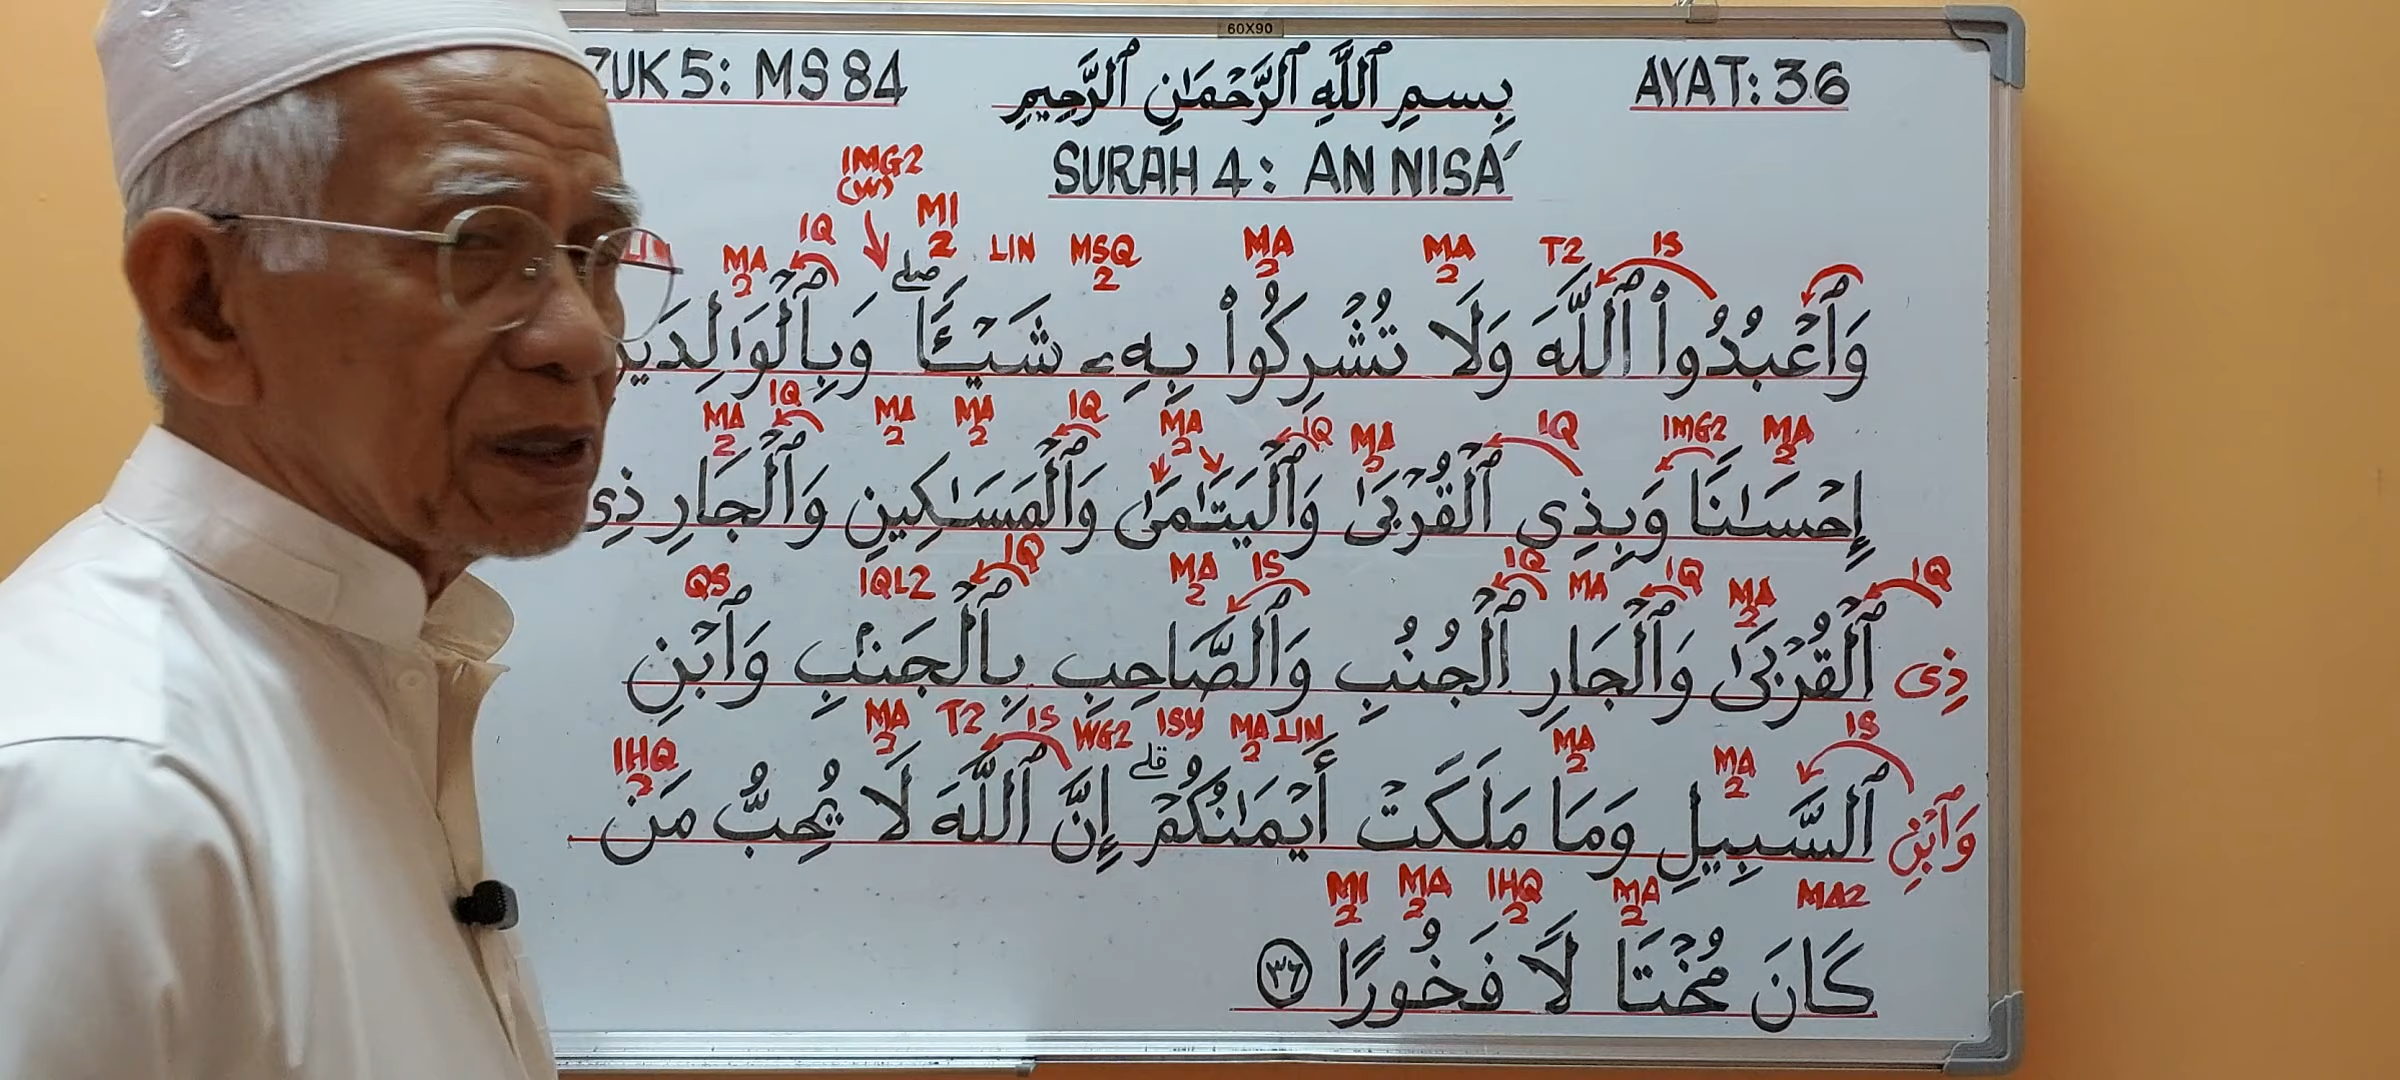 60X90
ZUK 5: MS 84 بِسمِ ٱللَّهِ ٱلرَّحۡمَٰنِ ٱلرَّحِيمِ AYAT: 36
SURAH 4: AN NISA'
IMG2
(W)
MA 2 IQ MI 2 LIN MSQ 2 MA 2 MA 2 T2 IS
وَٱعۡبُدُواْ ٱللَّهَ وَلَا تُشۡرِكُواْ بِهِۦ شَيۡـًٔاۖ وَبِٱلۡوَٰلِدَيۡ
MA 2 IQ MA 2 MA 2 IQ MA 2 IQ MA 2 IQ IMG2 MA 2
إِحۡسَٰنٗا وَبِذِي ٱلۡقُرۡبَىٰ وَٱلۡيَتَٰمَىٰ وَٱلۡمَسَٰكِينِ وَٱلۡجَارِ ذِي
QS IQL2 IQ MA 2 IS IQ MA IQ MA 2 IQ
ذِي ٱلۡقُرۡبَىٰ وَٱلۡجَارِ ٱلۡجُنُبِ وَٱلصَّاحِبِ بِٱلۡجَنۢبِ وَٱبۡنِ
IHQ 2 MA 2 T2 IS WG2 ISY MA 2 LIN MA 2 MA 2 IS
وَٱبۡنِ ٱلسَّبِيلِ وَمَا مَلَكَتۡ أَيۡمَٰنُكُمۡۗ إِنَّ ٱللَّهَ لَا يُحِبُّ مَن
MI 2 MA 2 IHQ 2 MA 2 MA2
كَانَ مُخۡتَا لٗا فَخُورًا ٣٦